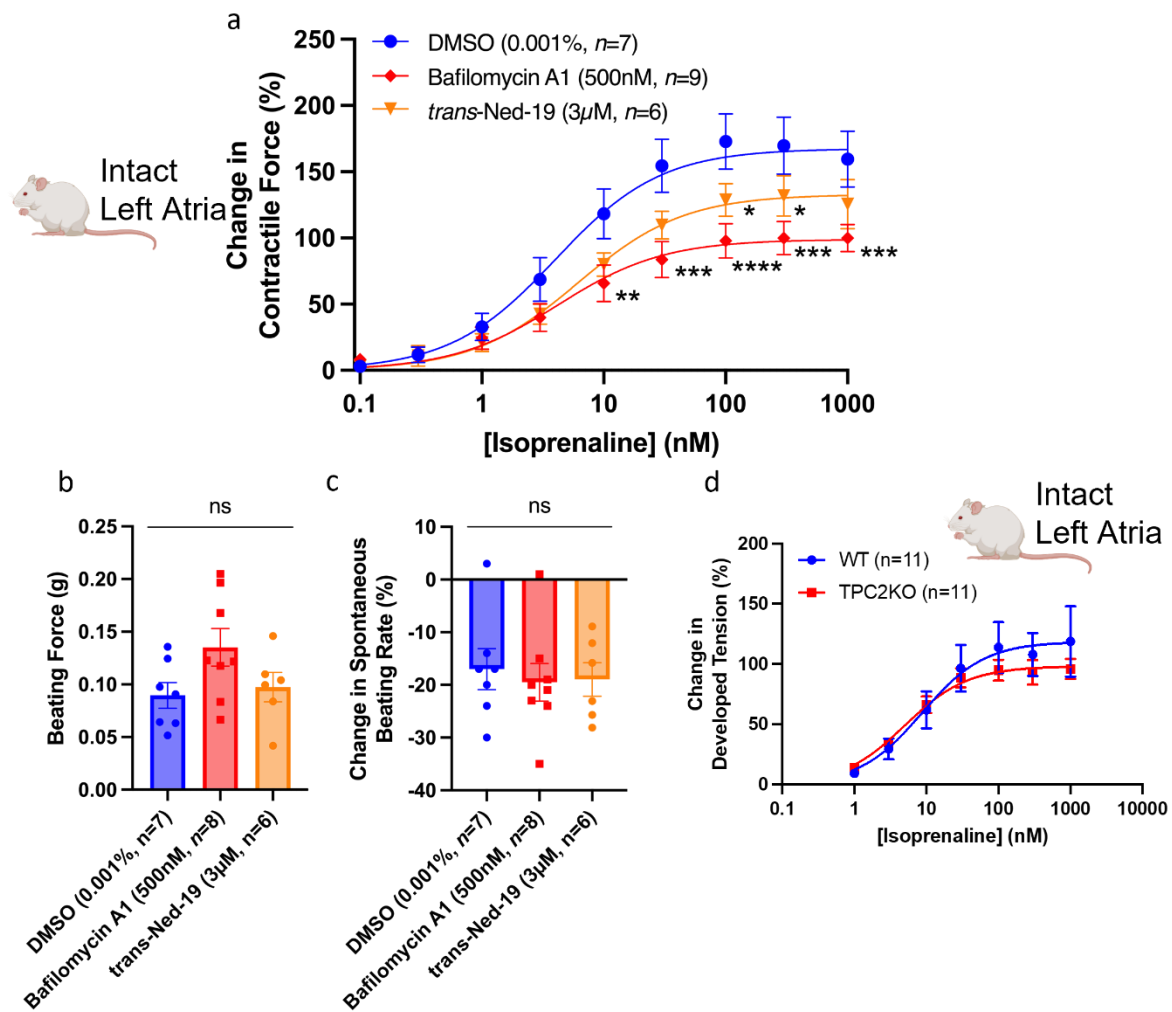 a
250
200
150
100
50
0
Change in
Contractile Force (%)
DMSO (0.001%, n=7)
Bafilomycin A1 (500nM, n=9)
trans-Ned-19 (3µM, n=6)
Intact
Left Atria
* *
** *** **** *** ***
0.1 1 10 100 1000
[Isoprenaline] (nM)
b
ns
0.25
0.20
0.15
0.10
0.05
0.00
Beating Force (g)
DMSO (0.001%, n=7)
Bafilomycin A1 (500nM, n=8)
trans-Ned-19 (3µM, n=6)
c
ns
10
0
-10
-20
-30
-40
Change in Spontaneous
Beating Rate (%)
DMSO (0.001%, n=7)
Bafilomycin A1 (500nM, n=8)
trans-Ned-19 (3µM, n=6)
d
Intact
Left Atria
200
150
100
50
0
Change in
Developed Tension (%)
WT (n=11)
TPC2KO (n=11)
0.1 1 10 100 1000 10000
[Isoprenaline] (nM)